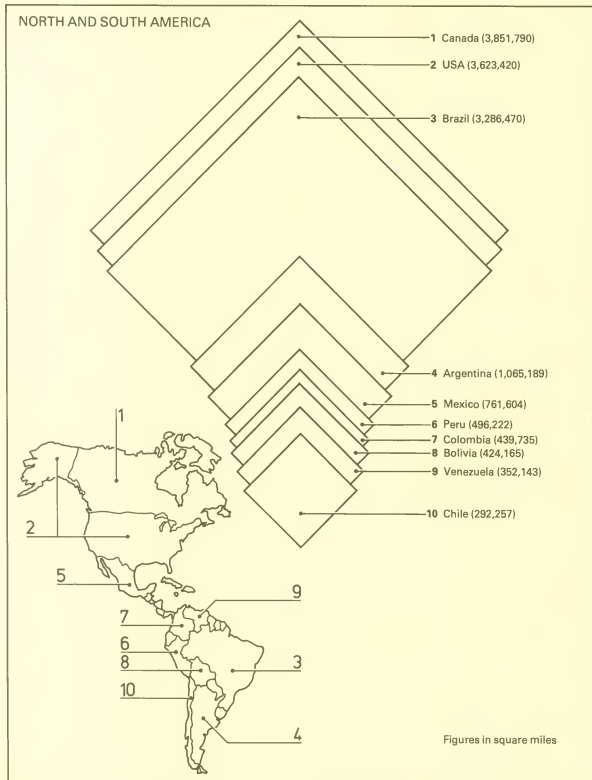 NORTH AND SOUTH AMERICA
1 Canada (3,851,790)
2 USA (3,623,420)
3 Brazil (3,286,470)
4 Argentina (1,065,189)
5 Mexico (761,604)
6 Peru (496,222)
7 Colombia (439,735)
8 Bolivia (424,165)
9 Venezuela (352,143)
10 Chile (292,257)
1
2
5
9
7
6
8
3
10
4
Figures in square miles